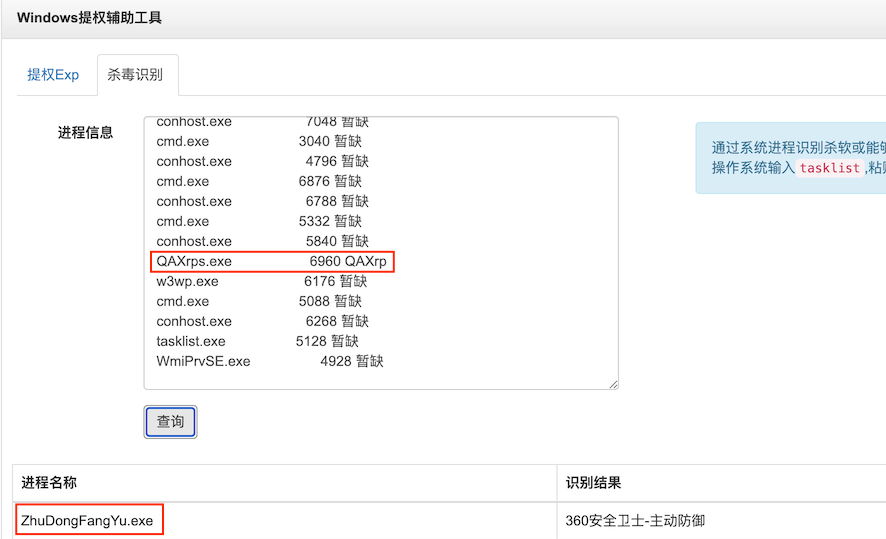 Windows提权辅助工具
提权Exp
杀毒识别
进程信息
conhost.exe 7048 暂缺
cmd.exe 3040 暂缺
conhost.exe 4796 暂缺
cmd.exe 6876 暂缺
conhost.exe 6788 暂缺
cmd.exe 5332 暂缺
conhost.exe 5840 暂缺
QAXrps.exe 6960 QAXrp
w3wp.exe 6176 暂缺
cmd.exe 5088 暂缺
conhost.exe 6268 暂缺
tasklist.exe 5128 暂缺
WmiPrvSE.exe 4928 暂缺
通过系统进程识别杀软或能
操作系统输入 tasklist ,粘
查询
进程名称 识别结果
ZhuDongFangYu.exe 360安全卫士-主动防御